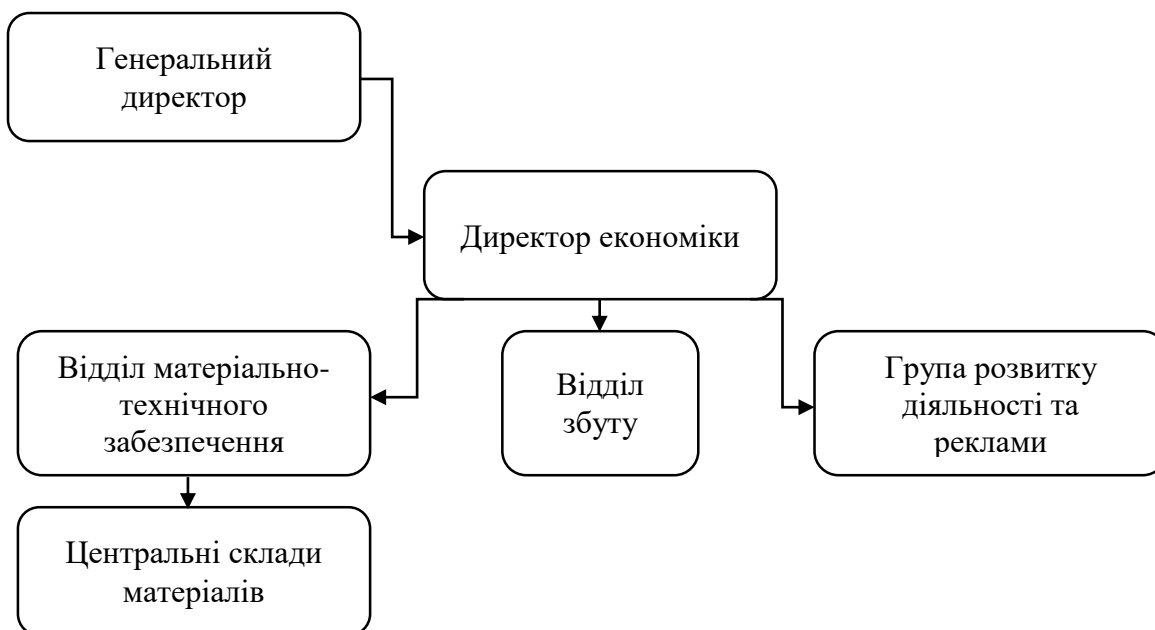 Генеральний
директор
Директор економіки
Відділ матеріально-
технічного
забезпечення
Відділ
збуту
Група розвитку
діяльності та
реклами
Центральні склади
матеріалів